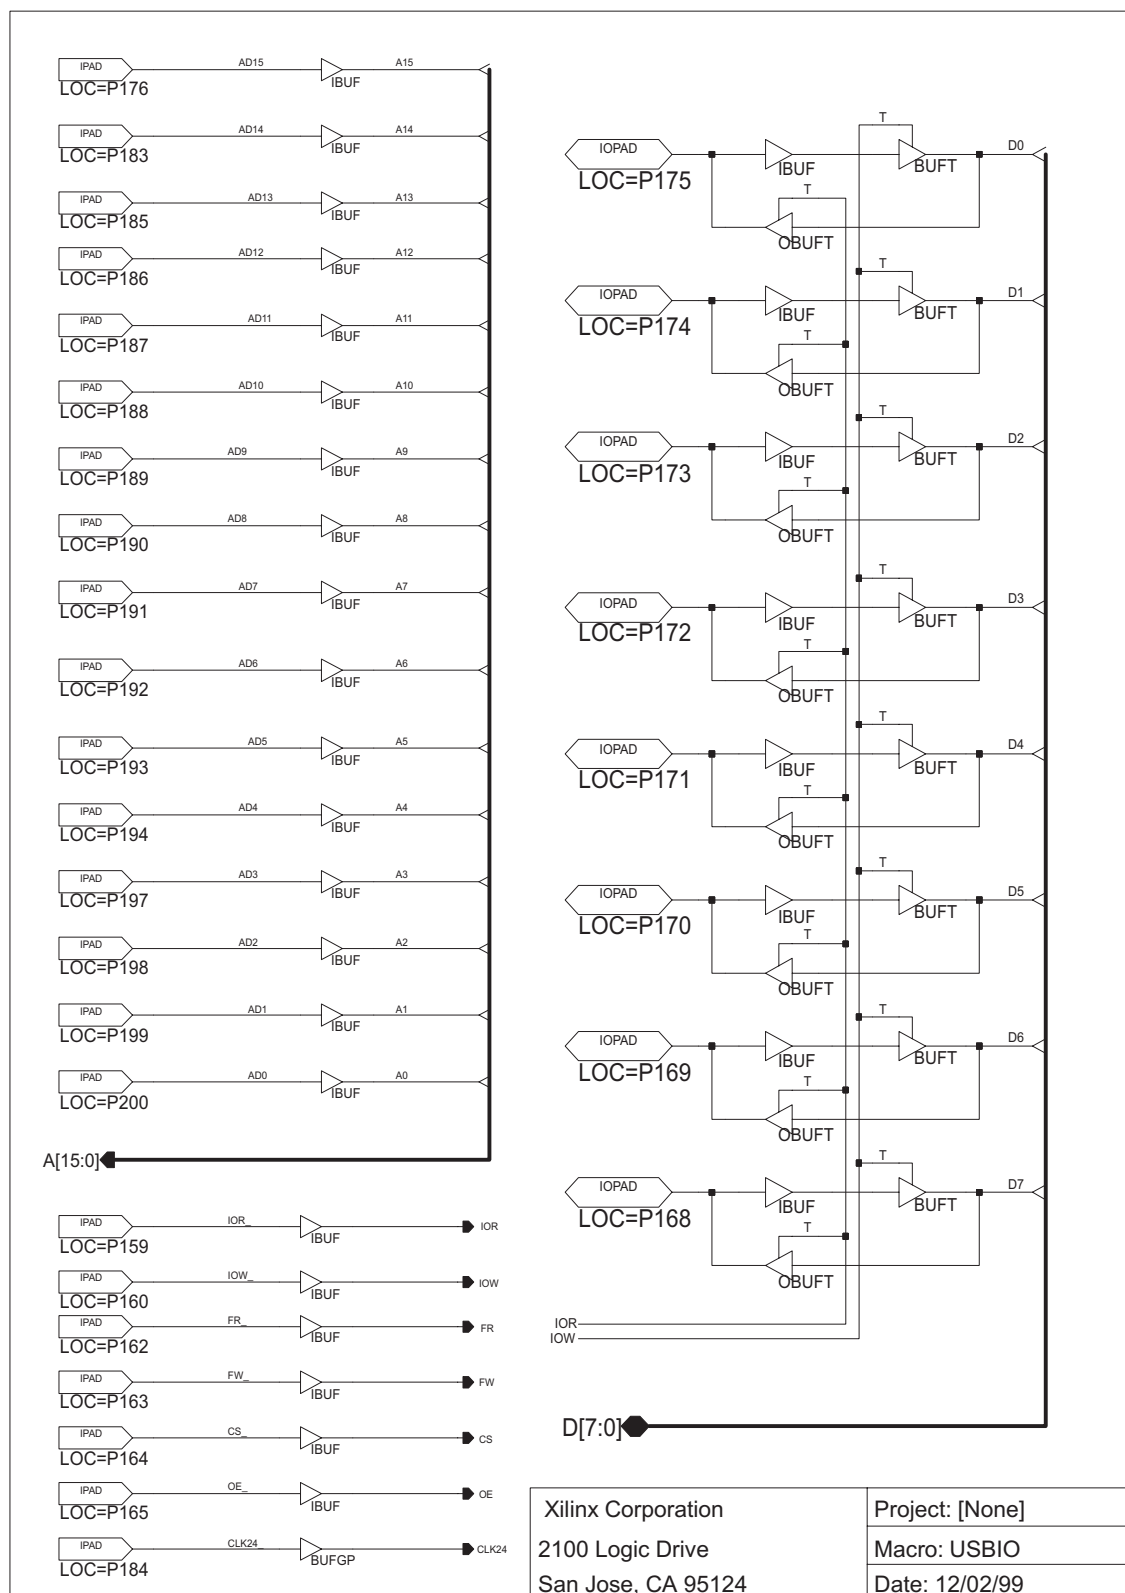 IPAD AD15 A15
IBUF
LOC=P176
IPAD AD14 A14
IBUF
LOC=P183
IPAD AD13 A13
IBUF
LOC=P185
IPAD AD12 A12
IBUF
LOC=P186
IPAD AD11 A11
IBUF
LOC=P187
IPAD AD10 A10
IBUF
LOC=P188
IPAD AD9 A9
IBUF
LOC=P189
IPAD AD8 A8
IBUF
LOC=P190
IPAD AD7 A7
IBUF
LOC=P191
IPAD AD6 A6
IBUF
LOC=P192
IPAD AD5 A5
IBUF
LOC=P193
IPAD AD4 A4
IBUF
LOC=P194
IPAD AD3 A3
IBUF
LOC=P197
IPAD AD2 A2
IBUF
LOC=P198
IPAD AD1 A1
IBUF
LOC=P199
IPAD AD0 A0
IBUF
LOC=P200
A[15:0]
IPAD IOR_ IOR
IBUF
LOC=P159
IPAD IOW_ IOW
IBUF
LOC=P160
IPAD FR_ FR
IBUF
LOC=P162
IPAD FW_ FW
IBUF
LOC=P163
IPAD CS_ CS
IBUF
LOC=P164
IPAD OE_ OE
IBUF
LOC=P165
IPAD CLK24_ CLK24
BUFGP
LOC=P184
T
IOPAD D0
IBUF BUFT
LOC=P175
T
OBUFT
T
IOPAD D1
IBUF BUFT
LOC=P174
T
OBUFT
T
IOPAD D2
IBUF BUFT
LOC=P173
T
OBUFT
T
IOPAD D3
IBUF BUFT
LOC=P172
T
OBUFT
T
IOPAD D4
IBUF BUFT
LOC=P171
T
OBUFT
T
IOPAD D5
IBUF BUFT
LOC=P170
T
OBUFT
T
IOPAD D6
IBUF BUFT
LOC=P169
T
OBUFT
T
IOPAD D7
IBUF BUFT
LOC=P168
T
OBUFT
IOR
IOW
D[7:0]
Xilinx Corporation
2100 Logic Drive
San Jose, CA 95124
Project: [None]
Macro: USBIO
Date: 12/02/99